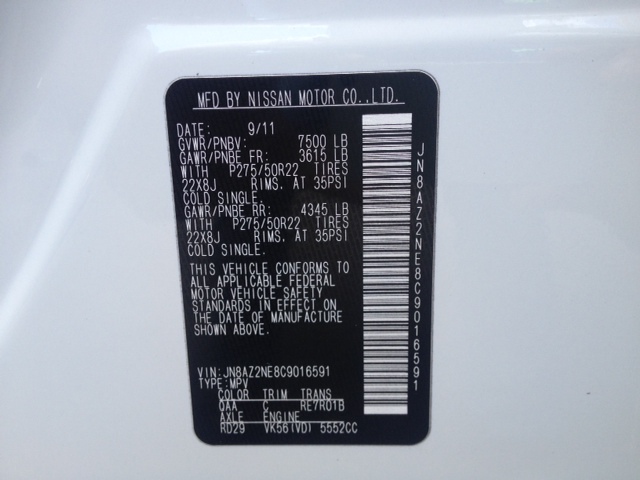 MFD BY NISSAN MOTOR CO.,LTD.
DATE: 9/11
GVWR/PNBV: 7500 LB
GAWR/PNBE FR: 3615 LB
WITH P275/50R22 TIRES
22X8J RIMS. AT 35PSI
COLD SINGLE.
GAWR/PNBE RR: 4345 LB
WITH P275/50R22 TIRES
22X8J RIMS. AT 35PSI
COLD SINGLE.
THIS VEHICLE CONFORMS TO
ALL APPLICABLE FEDERAL
MOTOR VEHICLE SAFETY
STANDARDS IN EFFECT ON
THE DATE OF MANUFACTURE
SHOWN ABOVE.
VIN: JN8AZ2NE8C9016591
TYPE: MPV
COLOR TRIM TRANS
QAA C RE7R01B
AXLE ENGINE
RD29 VK56(VD) 5552CC
JN8AZ2NE8C9016591